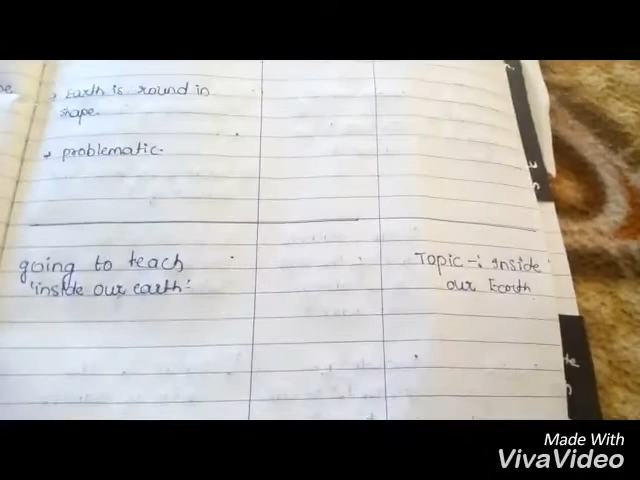 → Earth is round in
shape.
→ problematic.
going to teach
'inside our earth'.
Topic -: Inside
our Earth
Made With
VivaVideo